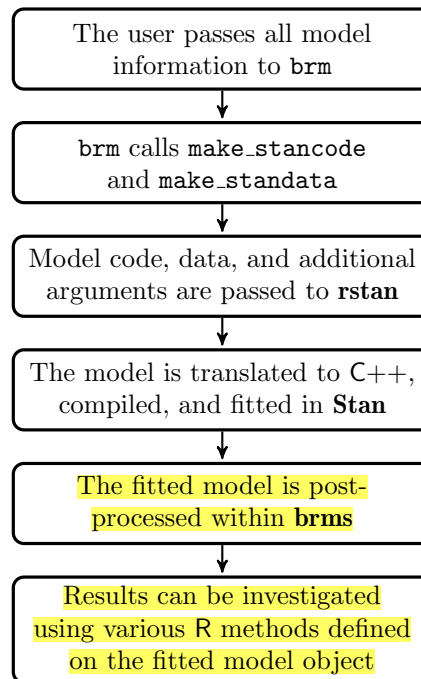 The user passes all model
information to brm
brm calls make_stancode
and make_standata
Model code, data, and additional
arguments are passed to rstan
The model is translated to C++,
compiled, and fitted in Stan
The fitted model is post-
processed within brms
Results can be investigated
using various R methods defined
on the fitted model object